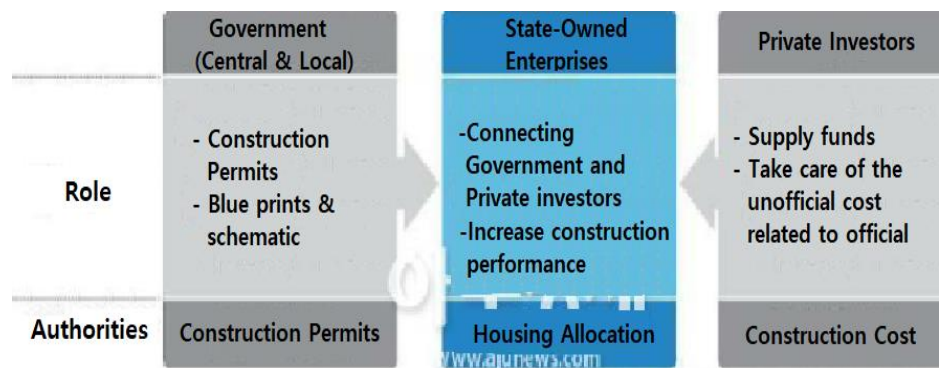 Government
(Central & Local)
State-Owned
Enterprises
Private Investors
Role
- Construction
Permits
- Blue prints &
schematic
-Connecting
Government and
Private investors
-Increase construction
performance
- Supply funds
- Take care of the
unofficial cost
related to official
Authorities
Construction Permits
Housing Allocation
Construction Cost
www.ajunews.com